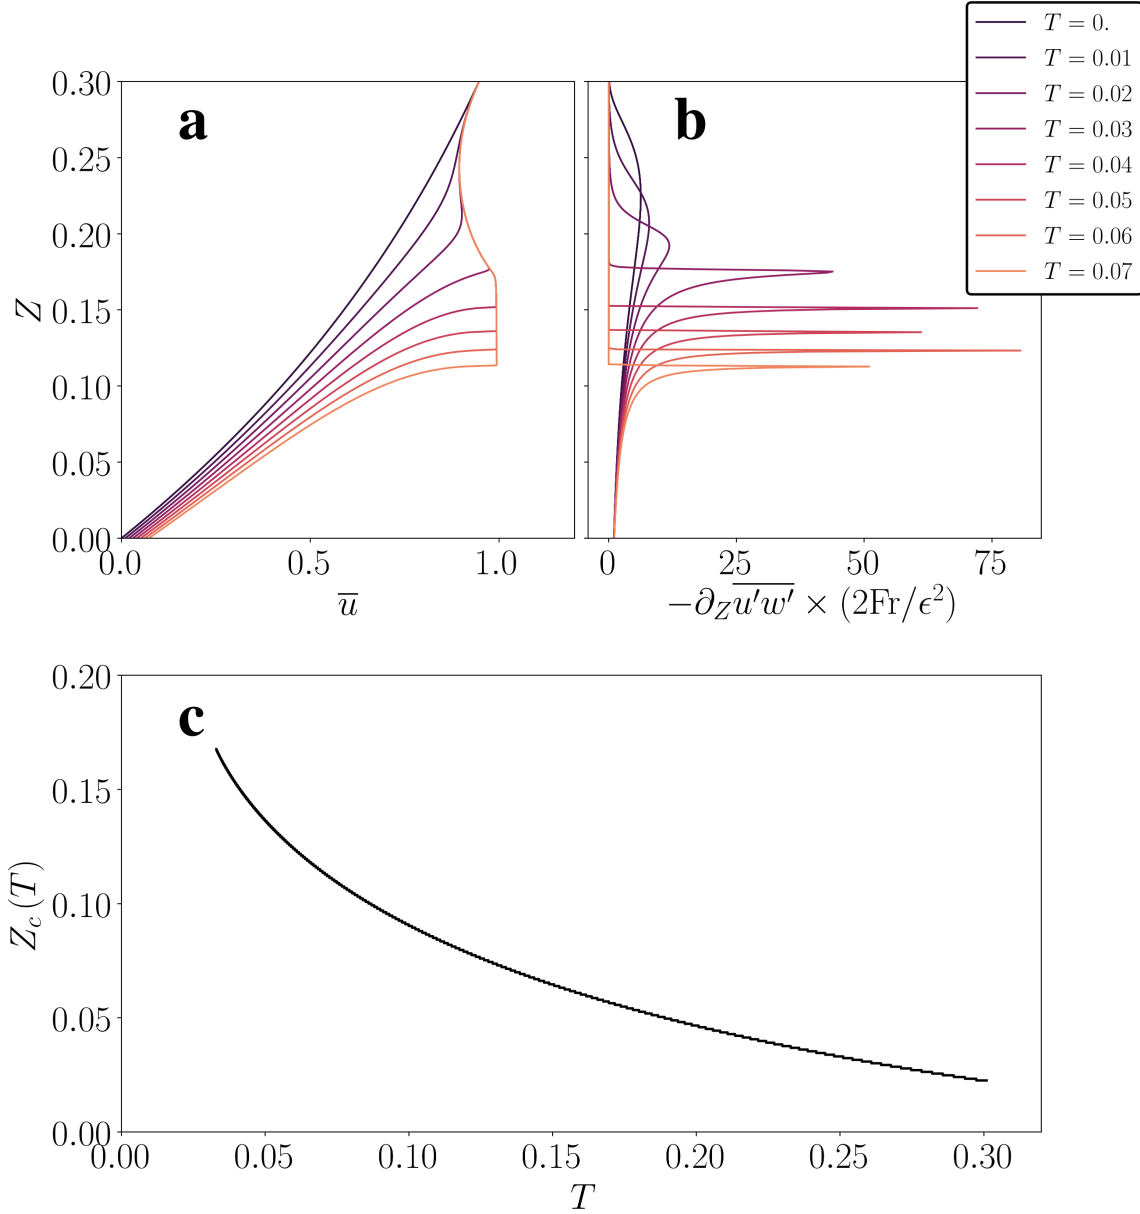 T = 0.
T = 0.01
T = 0.02
T = 0.03
T = 0.04
T = 0.05
T = 0.06
T = 0.07
a
0.30
0.25
0.20
0.15
0.10
0.05
0.00
Z
0.0 0.5 1.0
u̅
b
0 25 50 75
−∂_Z \overline{u′w′} × (2Fr/ϵ²)
c
0.20
0.15
0.10
0.05
0.00
Z_c(T)
0.00 0.05 0.10 0.15 0.20 0.25 0.30
T